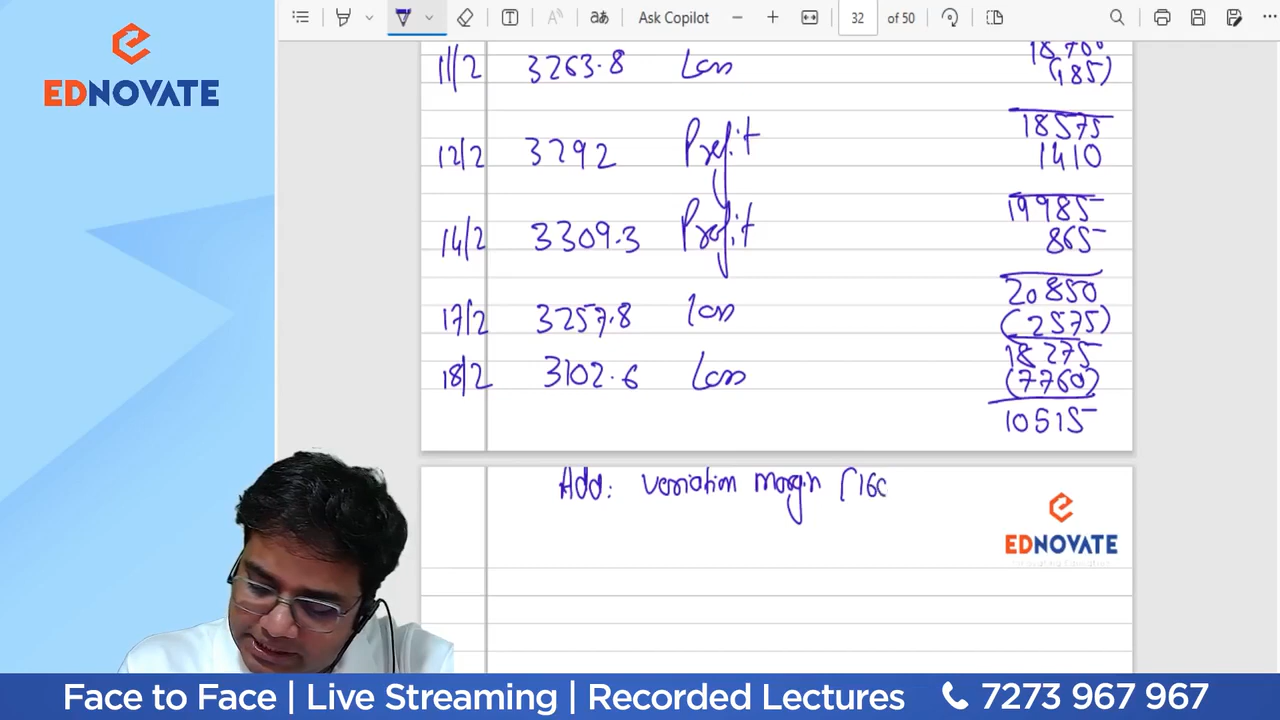 EDNOVATE
Ask Copilot
32 of 50
11/2 3263.8 Loss (185)
18575
12/2 3292 Profit 1410
19985
14/2 3309.3 Profit 865
20850
17/2 3257.8 Loss (2575)
18275
18/2 3102.6 Loss (7760)
10515
Add: Variation Margin [160
EDNOVATE
Face to Face | Live Streaming | Recorded Lectures 7273 967 967